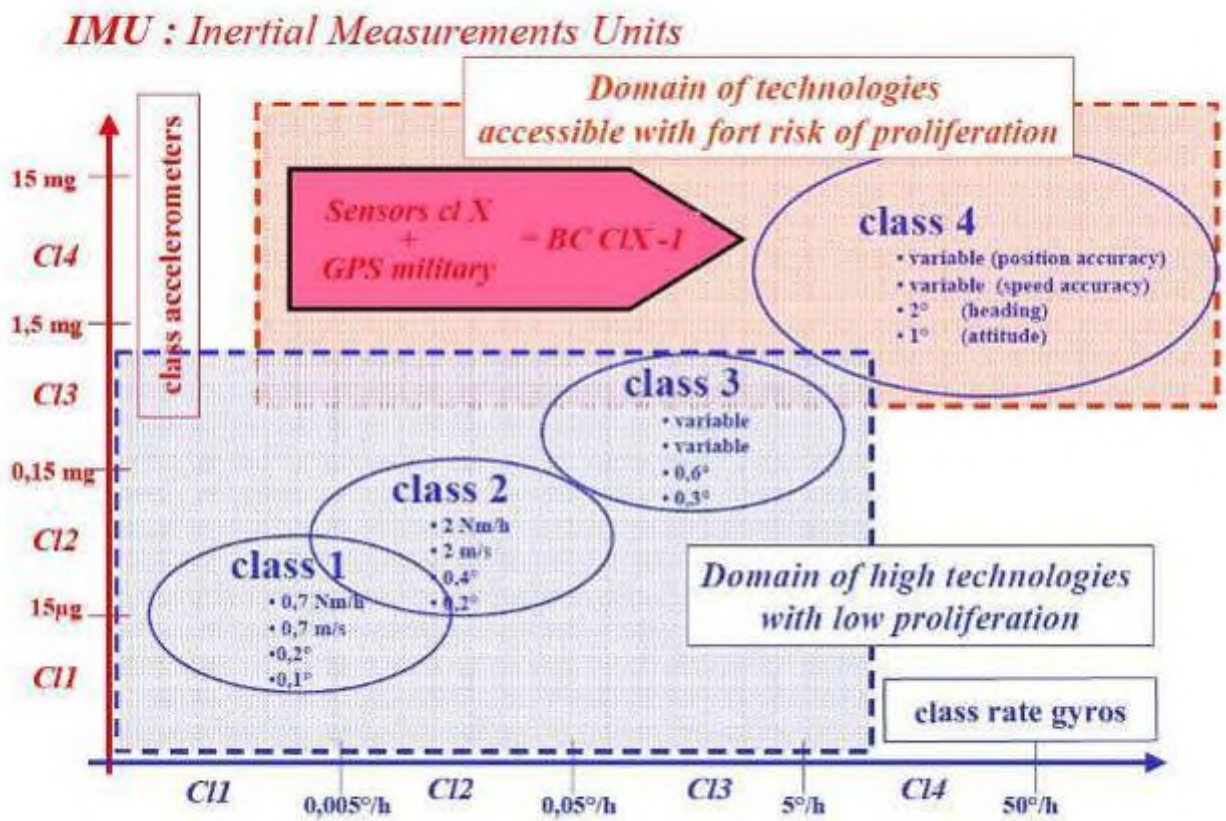 IMU : Inertial Measurements Units
Domain of technologies
accessible with fort risk of proliferation
class accelerometers
15 mg
Cl4
1,5 mg
Cl3
0,15 mg
Cl2
15µg
Cl1
Sensors cl X
+
GPS military
= BC ClX -1
class 4
• variable (position accuracy)
• variable (speed accuracy)
• 2° (heading)
• 1° (attitude)
class 3
• variable
• variable
• 0,6°
• 0,3°
class 2
• 2 Nm/h
• 2 m/s
• 0,4°
• 0,2°
class 1
• 0,7 Nm/h
• 0,7 m/s
•0,2°
•0,1°
Domain of high technologies
with low proliferation
class rate gyros
Cl1
0,005°/h
Cl2
0,05°/h
Cl3
5°/h
Cl4
50°/h